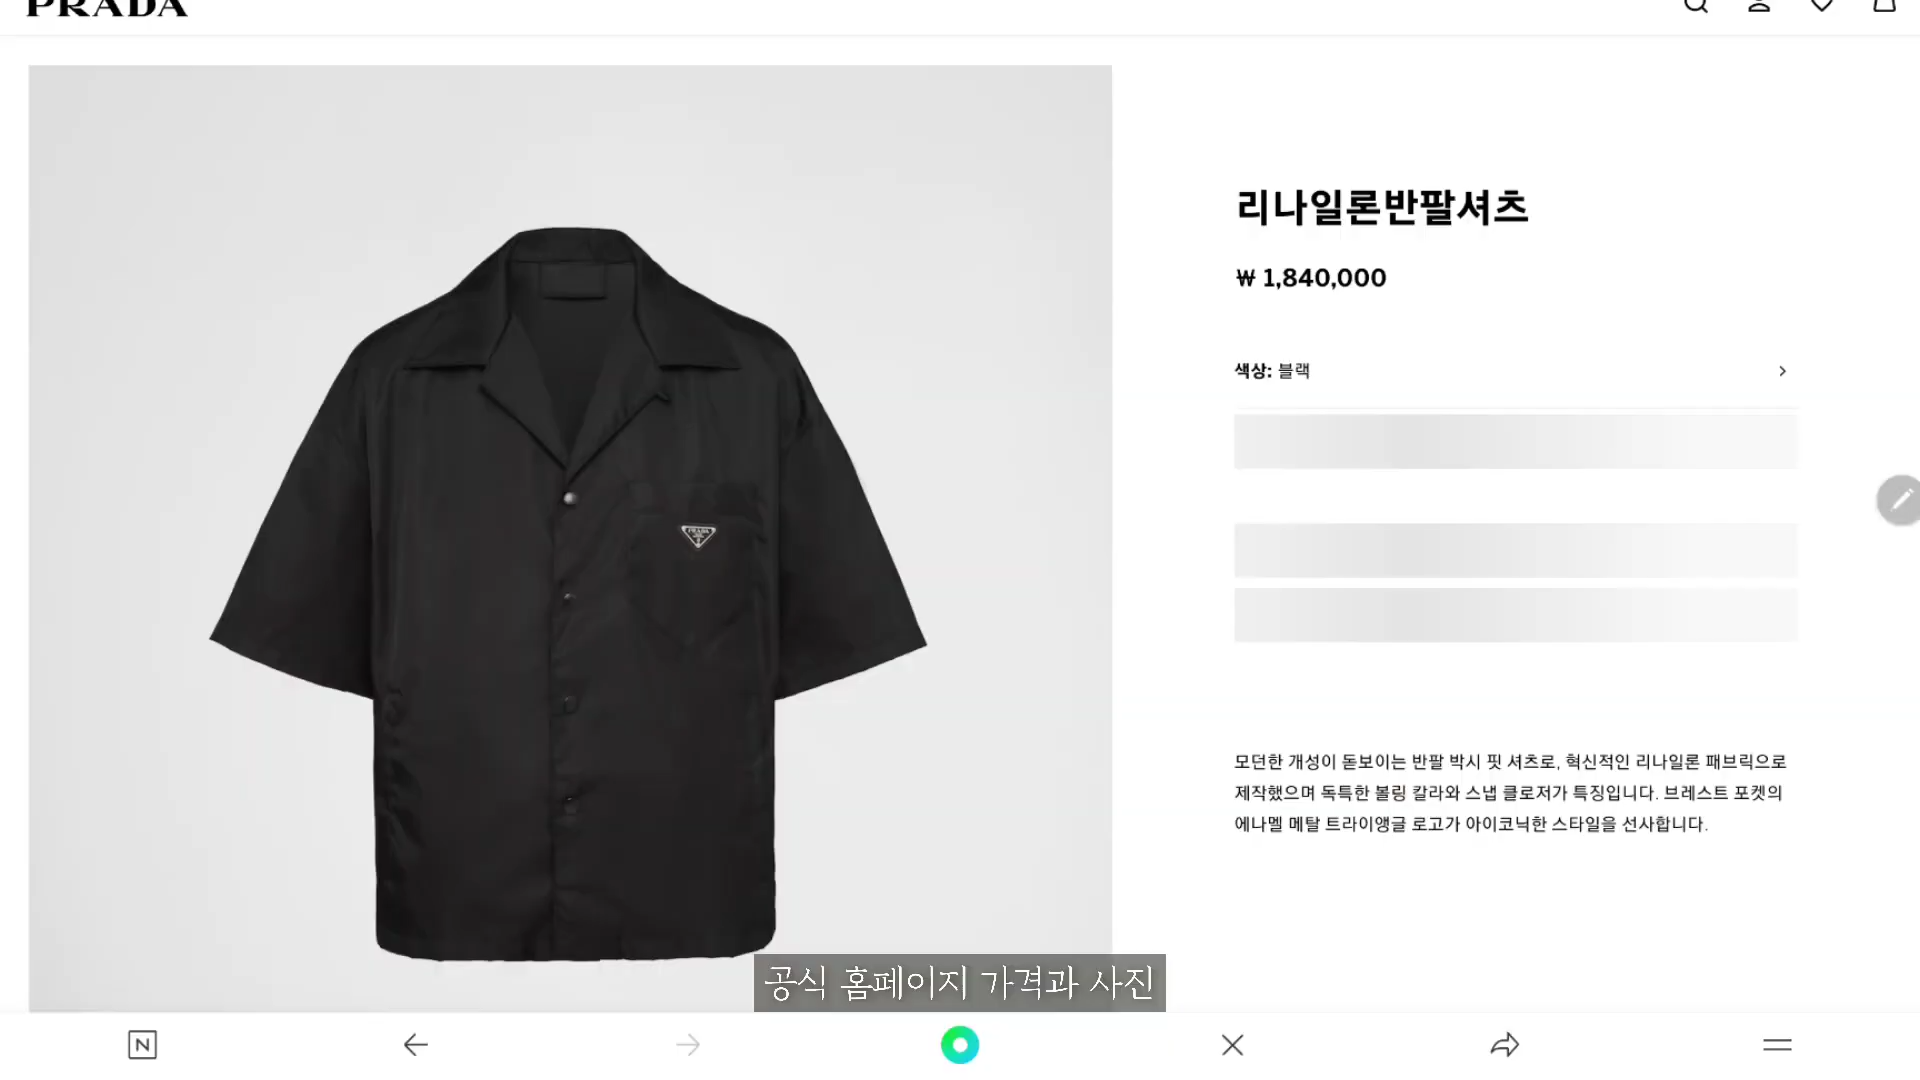 PRADA
리나일론반팔셔츠
₩ 1,840,000
색상: 블랙
PRADA
모던한 개성이 돋보이는 반팔 박시 핏 셔츠로, 혁신적인 리나일론 패브릭으로
제작했으며 독특한 볼링 칼라와 스냅 클로저가 특징입니다. 브레스트 포켓의
에나멜 메탈 트라이앵글 로고가 아이코닉한 스타일을 선사합니다.
공식 홈페이지 가격과 사진
N